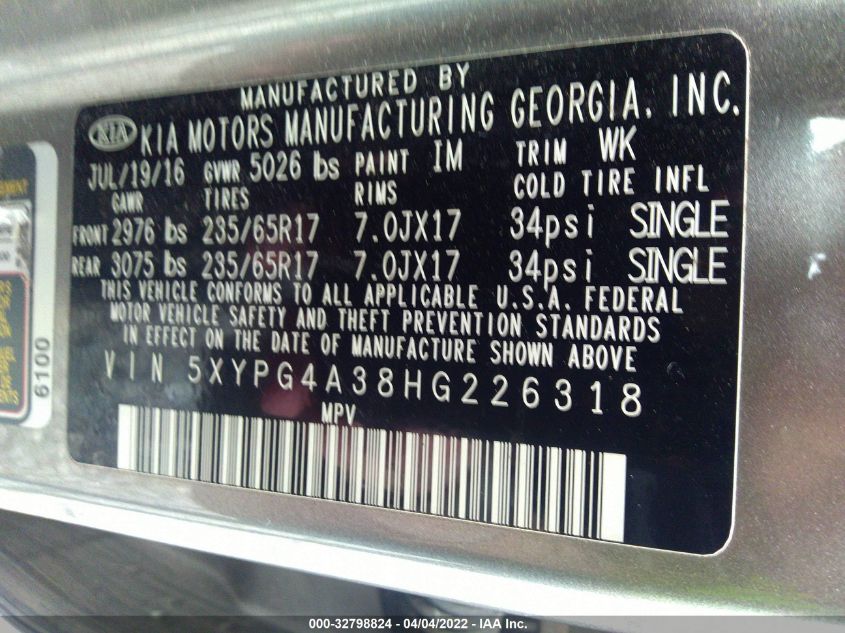 MANUFACTURED BY
KIA KIA MOTORS MANUFACTURING GEORGIA, INC.
JUL/19/16 GVWR 5026 lbs PAINT IM TRIM WK
GAWR TIRES RIMS COLD TIRE INFL
FRONT 2976 lbs 235/65R17 7.0JX17 34psi SINGLE
REAR 3075 lbs 235/65R17 7.0JX17 34psi SINGLE
THIS VEHICLE CONFORMS TO ALL APPLICABLE U.S.A. FEDERAL
MOTOR VEHICLE SAFETY AND THEFT PREVENTION STANDARDS
IN EFFECT ON THE DATE OF MANUFACTURE SHOWN ABOVE
VIN 5XYPG4A38HG226318
MPV
6100
000-32798824 - 04/04/2022 - IAA Inc.